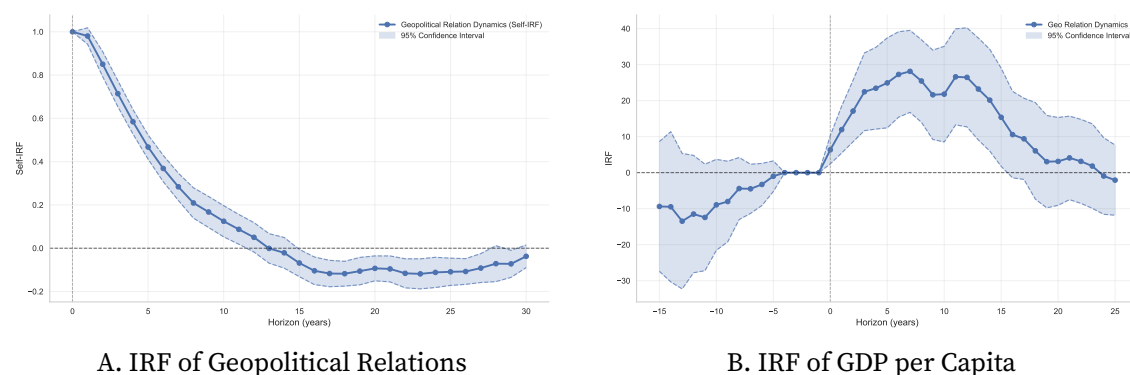 Geopolitical Relation Dynamics (Self-IRF)
95% Confidence Interval
1.0
0.8
0.6
0.4
0.2
0.0
−0.2
Self-IRF
0 5 10 15 20 25 30
Horizon (years)
A. IRF of Geopolitical Relations
Geo Relation Dynamics
95% Confidence Interval
40
30
20
10
0
−10
−20
−30
IRF
−15 −10 −5 0 5 10 15 20 25
Horizon (years)
B. IRF of GDP per Capita